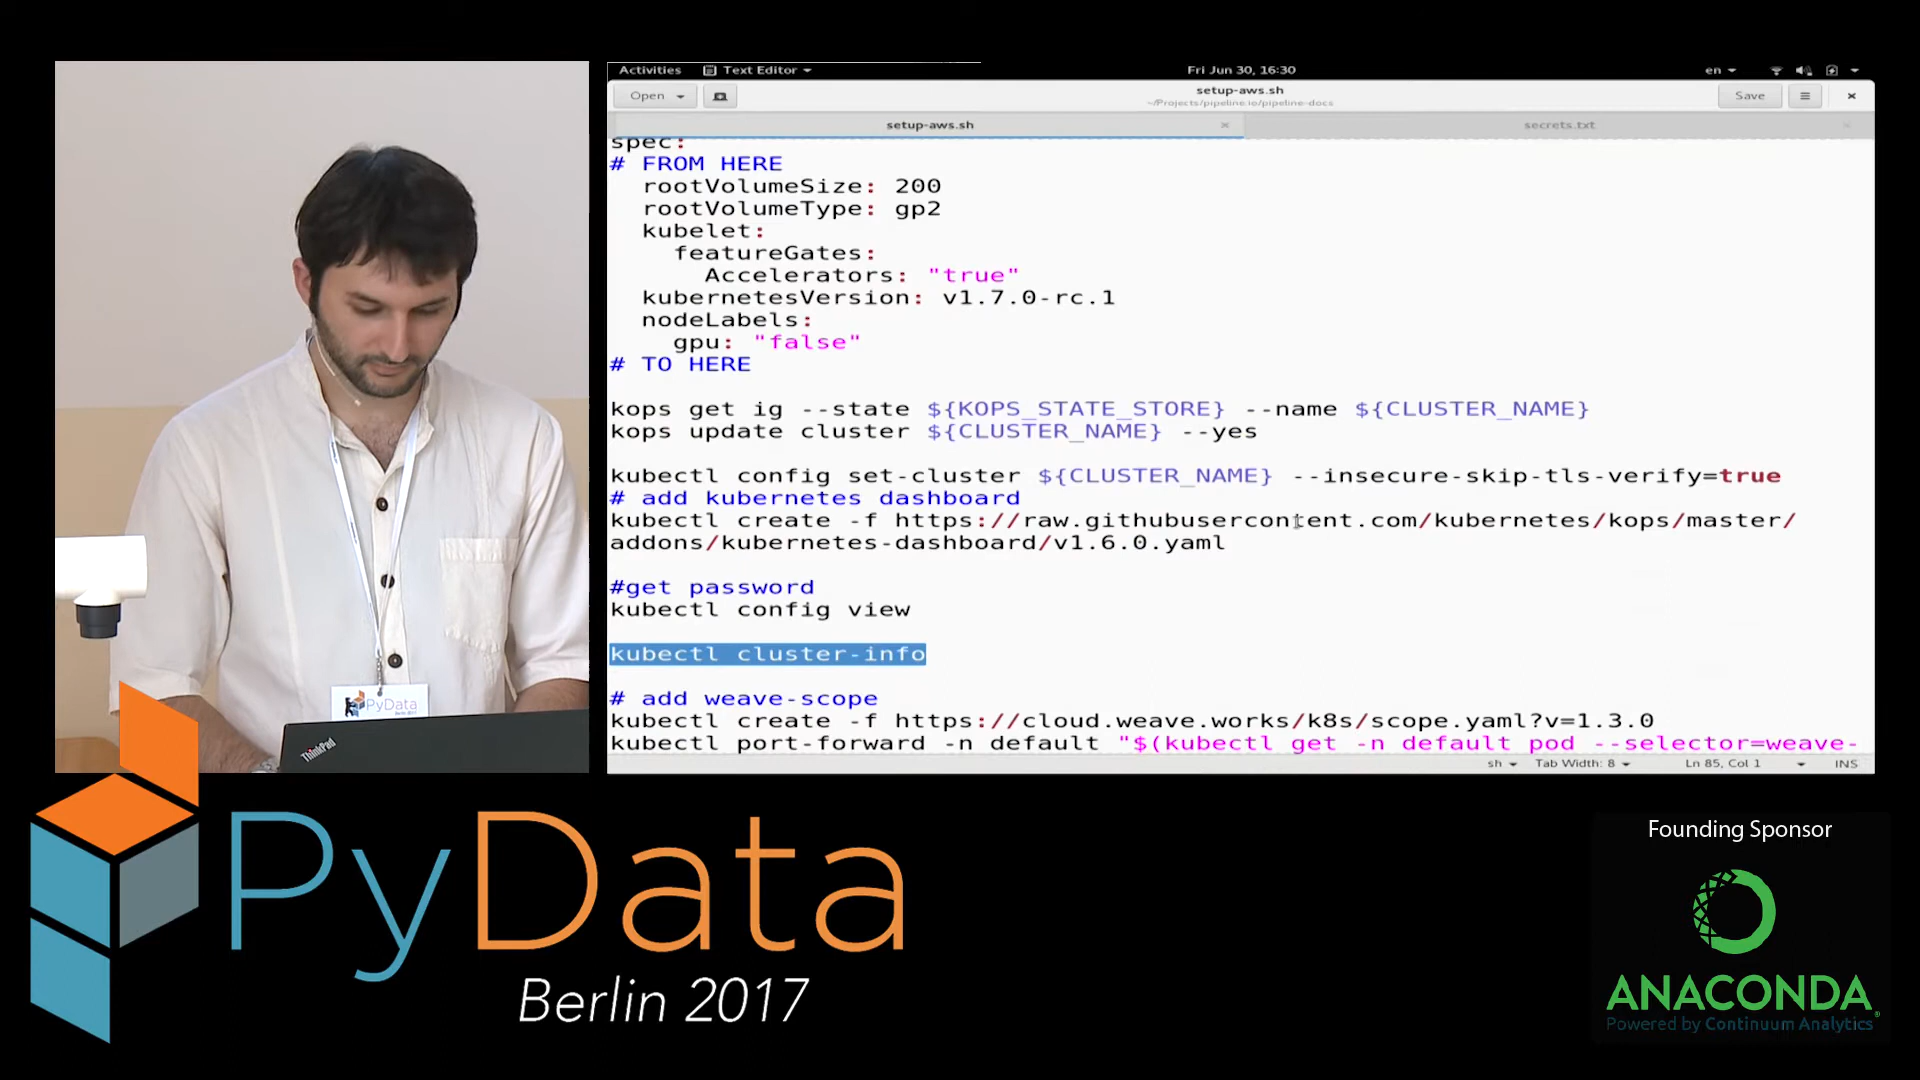 Activities Text Editor Fri Jun 30, 16:30 en
Open setup-aws.sh Save
~/Projects/pipeline.io/pipeline-docs
setup-aws.sh secrets.txt
spec:
# FROM HERE
rootVolumeSize: 200
rootVolumeType: gp2
kubelet:
featureGates:
Accelerators: "true"
kubernetesVersion: v1.7.0-rc.1
nodeLabels:
gpu: "false"
# TO HERE
kops get ig --state ${KOPS_STATE_STORE} --name ${CLUSTER_NAME}
kops update cluster ${CLUSTER_NAME} --yes
kubectl config set-cluster ${CLUSTER_NAME} --insecure-skip-tls-verify=true
# add kubernetes dashboard
kubectl create -f https://raw.githubusercontent.com/kubernetes/kops/master/
addons/kubernetes-dashboard/v1.6.0.yaml
#get password
kubectl config view
kubectl cluster-info
# add weave-scope
kubectl create -f https://cloud.weave.works/k8s/scope.yaml?v=1.3.0
kubectl port-forward -n default "$(kubectl get -n default pod --selector=weave-
sh Tab Width: 8 Ln 85, Col 1 INS
PyData
Berlin 2017
ThinkPad
PyData
Berlin 2017
Founding Sponsor
ANACONDA
Powered by Continuum Analytics